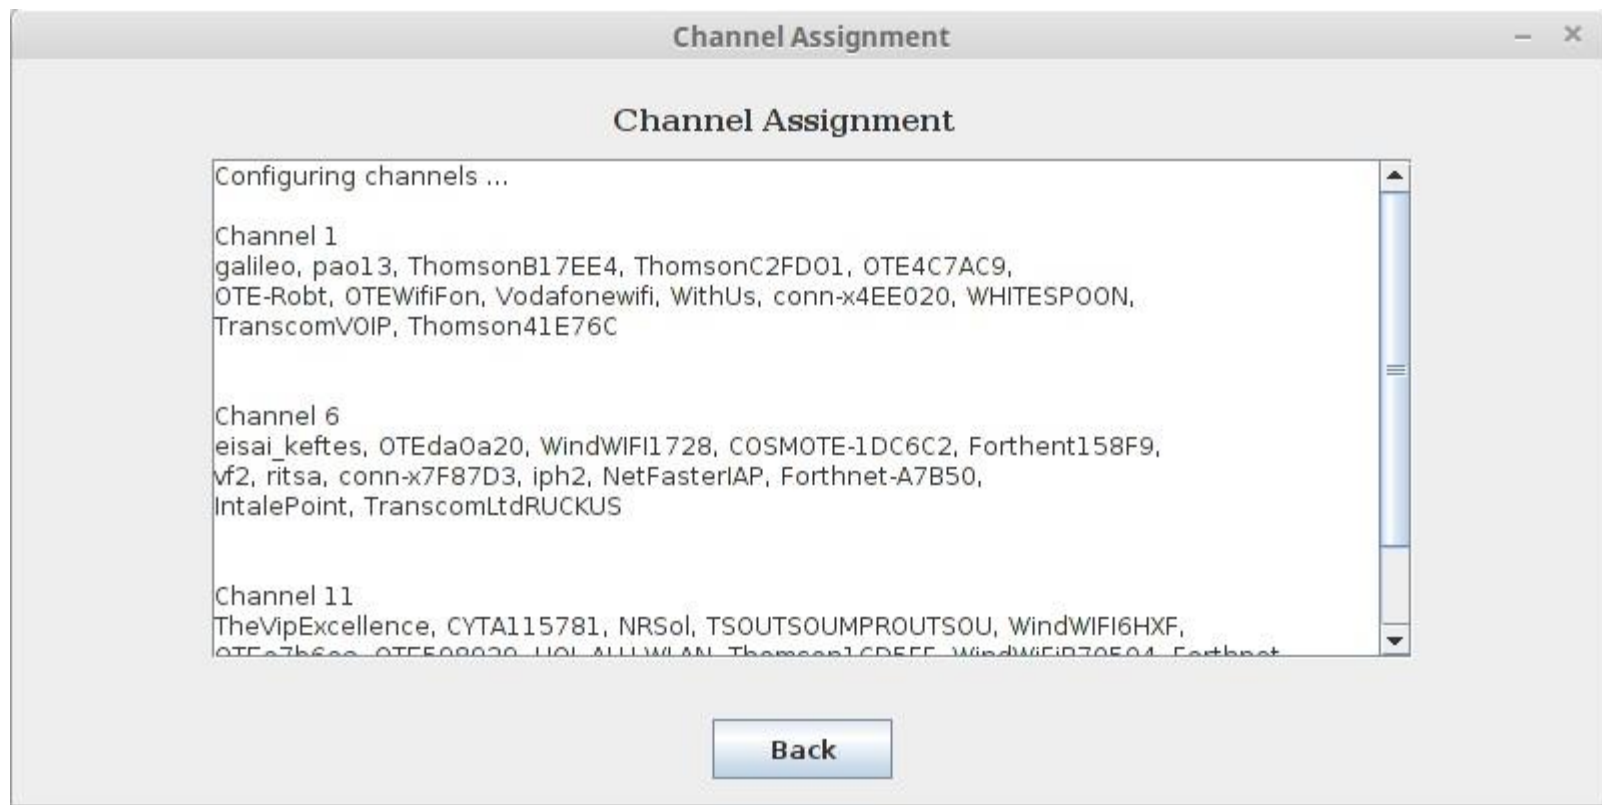 Channel Assignment
Channel Assignment
Configuring channels ...
Channel 1
galileo, pao13, ThomsonB17EE4, ThomsonC2FDO1, OTE4C7AC9,
OTE-Robt, OTEWifiFon, Vodafonewifi, WithUs, conn-x4EE020, WHITESPOON,
TranscomVOIP, Thomson41E76C
Channel 6
eisai_keftes, OTEdaOa20, WindWIFI1728, COSMOTE-1DC6C2, Forthent158F9,
vf2, ritsa, conn-x7F87D3, iph2, NetFasterIAP, Forthnet-A7B50,
IntalePoint, TranscomLtdRUCKUS
Channel 11
TheVipExcellence, CYTA115781, NRSol, TSOUTSOUMPROUTSOU, WindWIFI6HXF,
Back